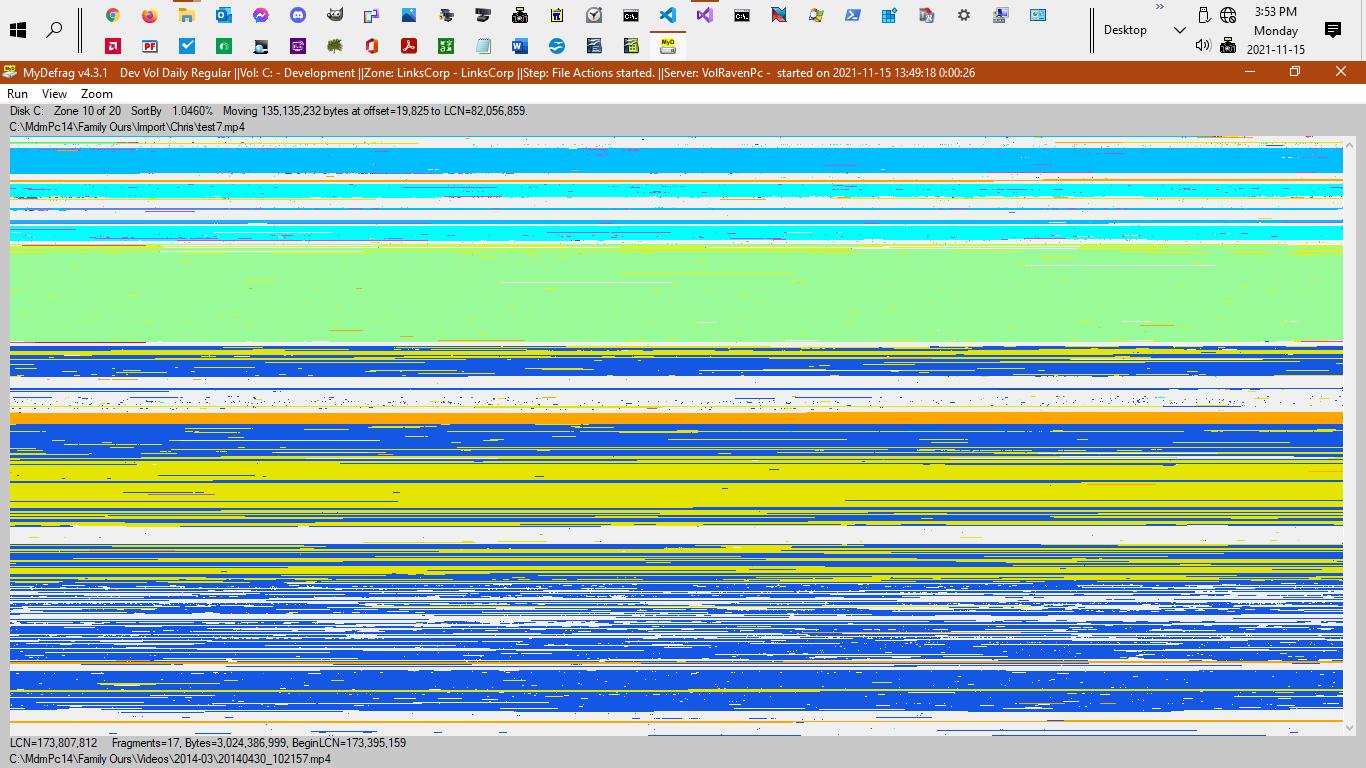 3:53 PM
Desktop
Monday
2021-11-15
MyDefrag v4.3.1 Dev Vol Daily Regular ||Vol: C: - Development ||Zone: LinksCorp - LinksCorp ||Step: File Actions started. ||Server: VolRavenPc - started on 2021-11-15 13:49:18 0:00:26
Run View Zoom
Disk C: Zone 10 of 20 SortBy 1.0460% Moving 135,135,232 bytes at offset=19,825 to LCN=82,056,859.
C:\MdmPc14\Family Ours\Import\Chris\test7.mp4
LCN=173,807,812 Fragments=17, Bytes=3,024,386,999, BeginLCN=173,395,159
C:\MdmPc14\Family Ours\Videos\2014-03\20140430_102157.mp4